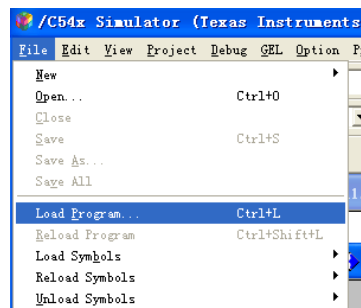 /C54x Simulator (Texas Instruments
File Edit View Project Debug GEL Option P
New
Open... Ctrl+O
Close
Save Ctrl+S
Save As...
Save All
Load Program... Ctrl+L
Reload Program Ctrl+Shift+L
Load Symbols
Reload Symbols
Unload Symbols